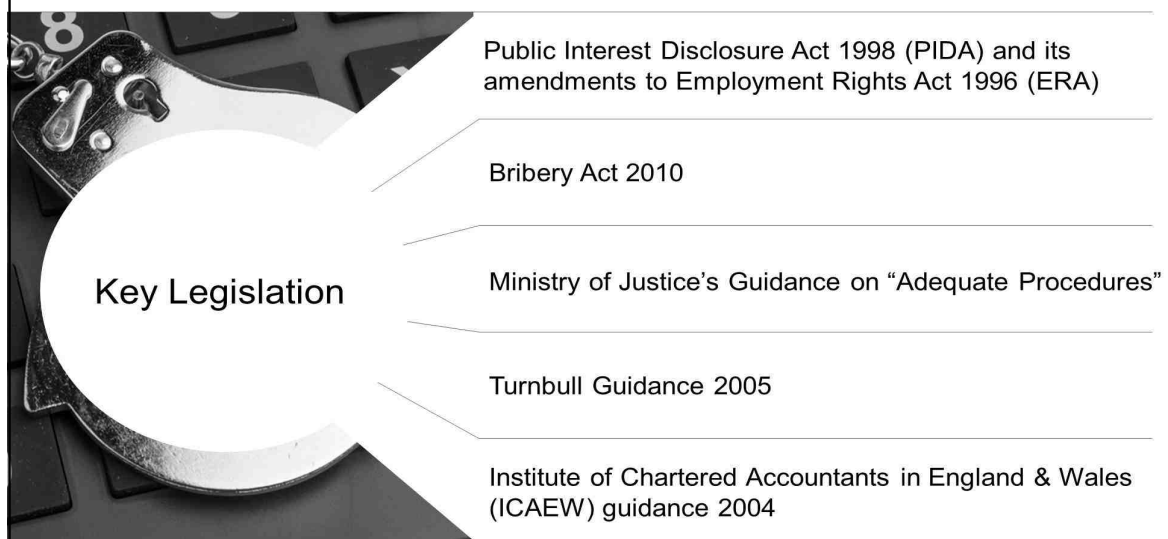 8
Key Legislation
Public Interest Disclosure Act 1998 (PIDA) and its
amendments to Employment Rights Act 1996 (ERA)
Bribery Act 2010
Ministry of Justice’s Guidance on “Adequate Procedures”
Turnbull Guidance 2005
Institute of Chartered Accountants in England & Wales
(ICAEW) guidance 2004